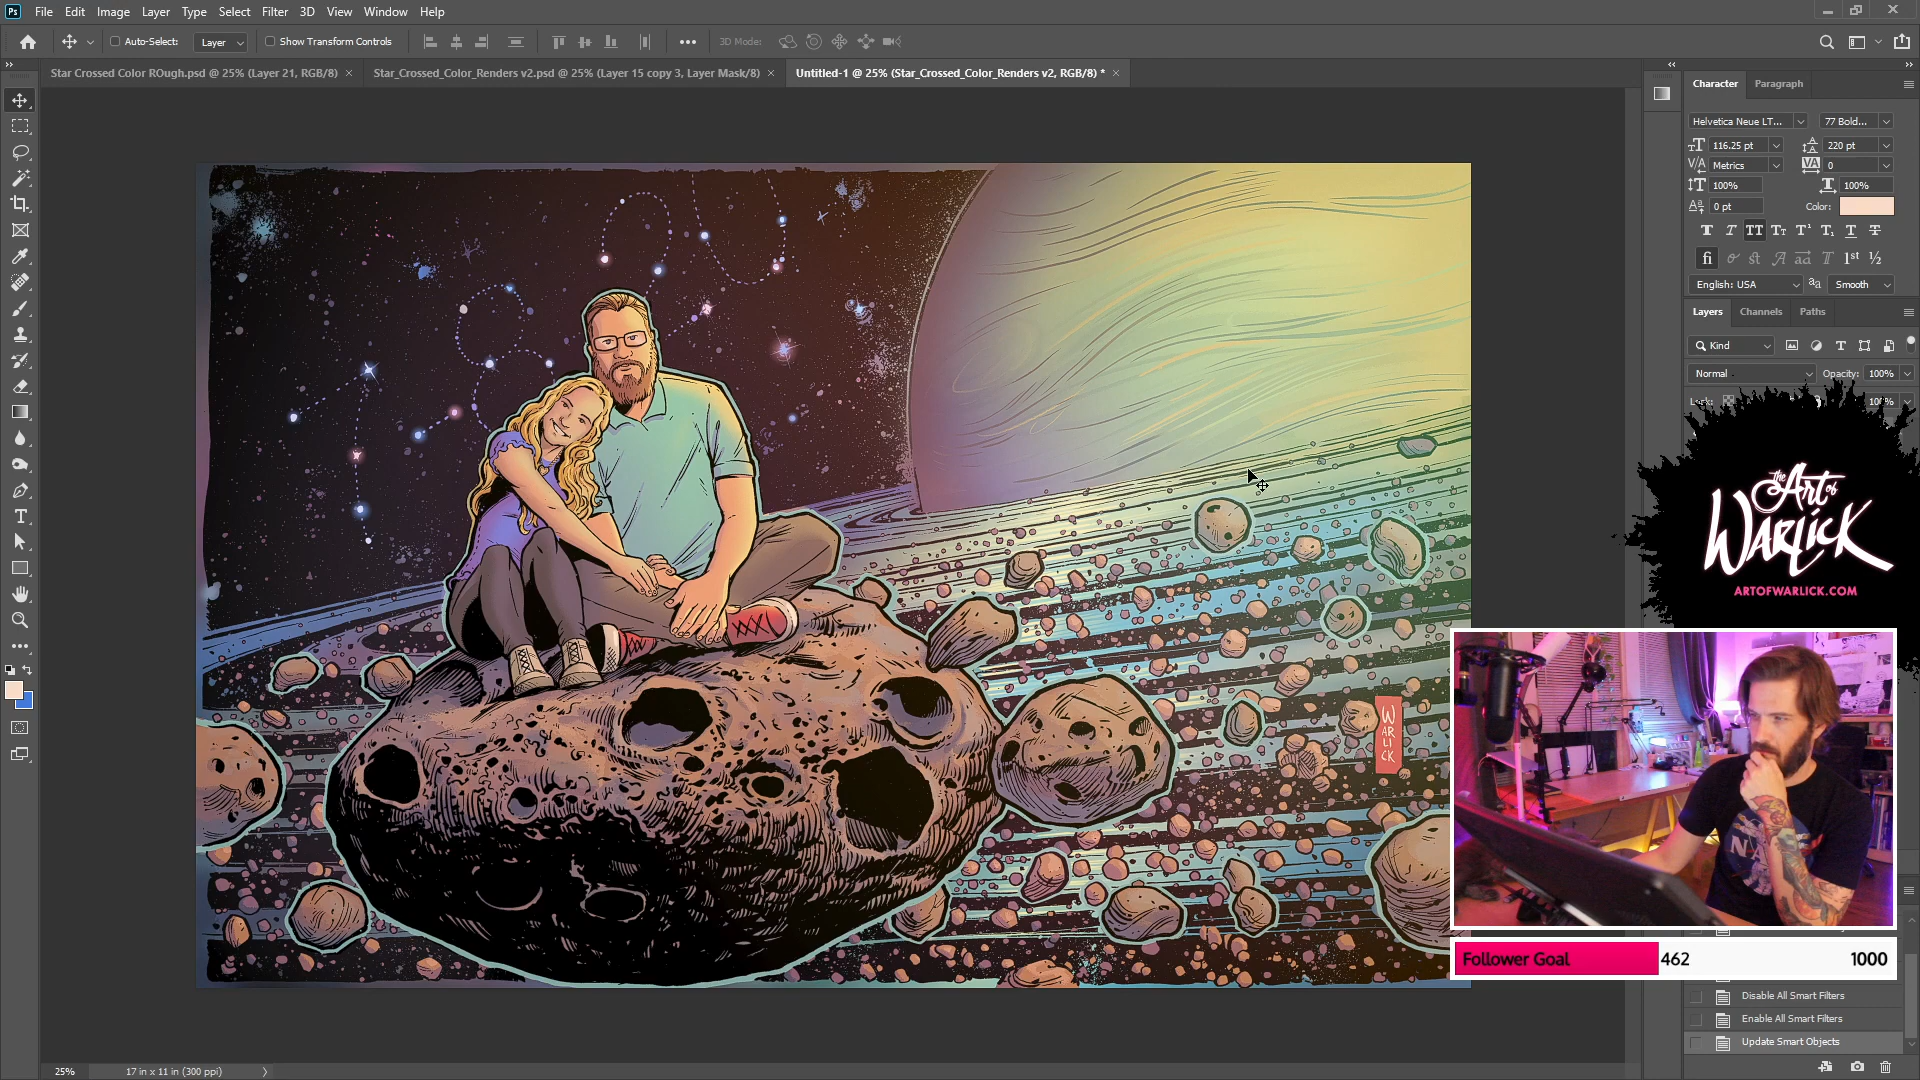 Ps File Edit Image Layer Type Select Filter 3D View Window Help
Auto-Select: Layer Show Transform Controls 3D Mode:
Star Crossed Color ROugh.psd @ 25% (Layer 21, RGB/8) ×
Star_Crossed_Color_Renders v2.psd @ 25% (Layer 15 copy 3, Layer Mask/8) ×
Untitled-1 @ 25% (Star_Crossed_Color_Renders v2, RGB/8) * ×
Character Paragraph
Helvetica Neue LT... 77 Bold...
116.25 pt 220 pt
Metrics 0
100% 100%
0 pt Color:
English: USA Smooth
Layers Channels Paths
Kind
Normal Opacity: 100%
100%
the Art of
Warlick
ARTOFWARLICK.COM
WARLICK
NA
Follower Goal 462 1000
Disable All Smart Filters
Enable All Smart Filters
Update Smart Objects
25% 17 in x 11 in (300 ppi)